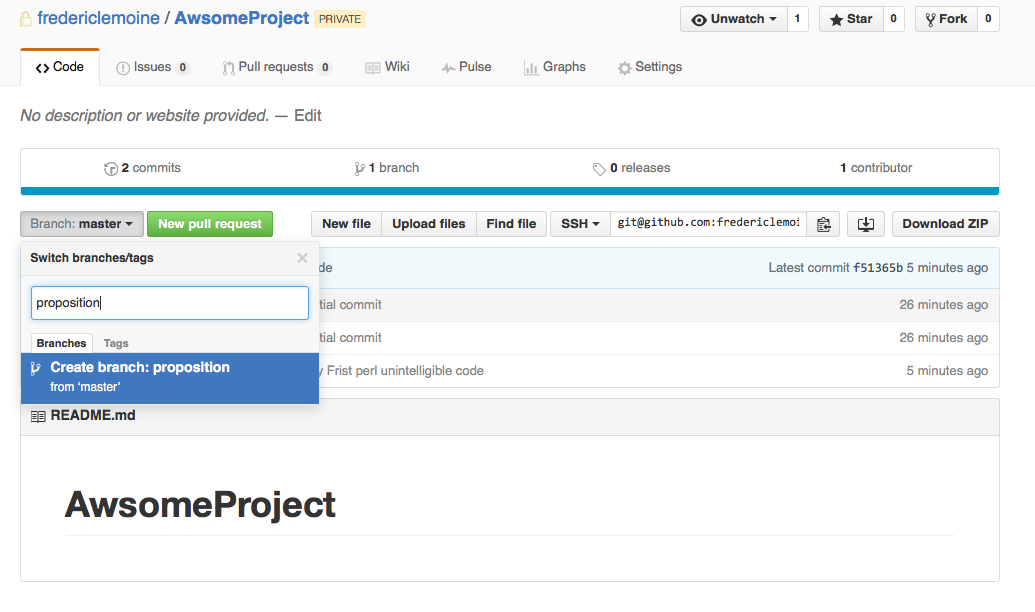 fredericlemoine / AwsomeProject PRIVATE Unwatch 1 Star 0 Fork 0
Code Issues 0 Pull requests 0 Wiki Pulse Graphs Settings
No description or website provided. — Edit
2 commits 1 branch 0 releases 1 contributor
Branch: master New pull request New file Upload files Find file SSH git@github.com:fredericlemoi Download ZIP
Switch branches/tags
de Latest commit f51365b 5 minutes ago
proposition
tial commit 26 minutes ago
Branches Tags
tial commit 26 minutes ago
Create branch: proposition
from 'master'
y Frist perl unintelligible code 5 minutes ago
README.md
AwsomeProject